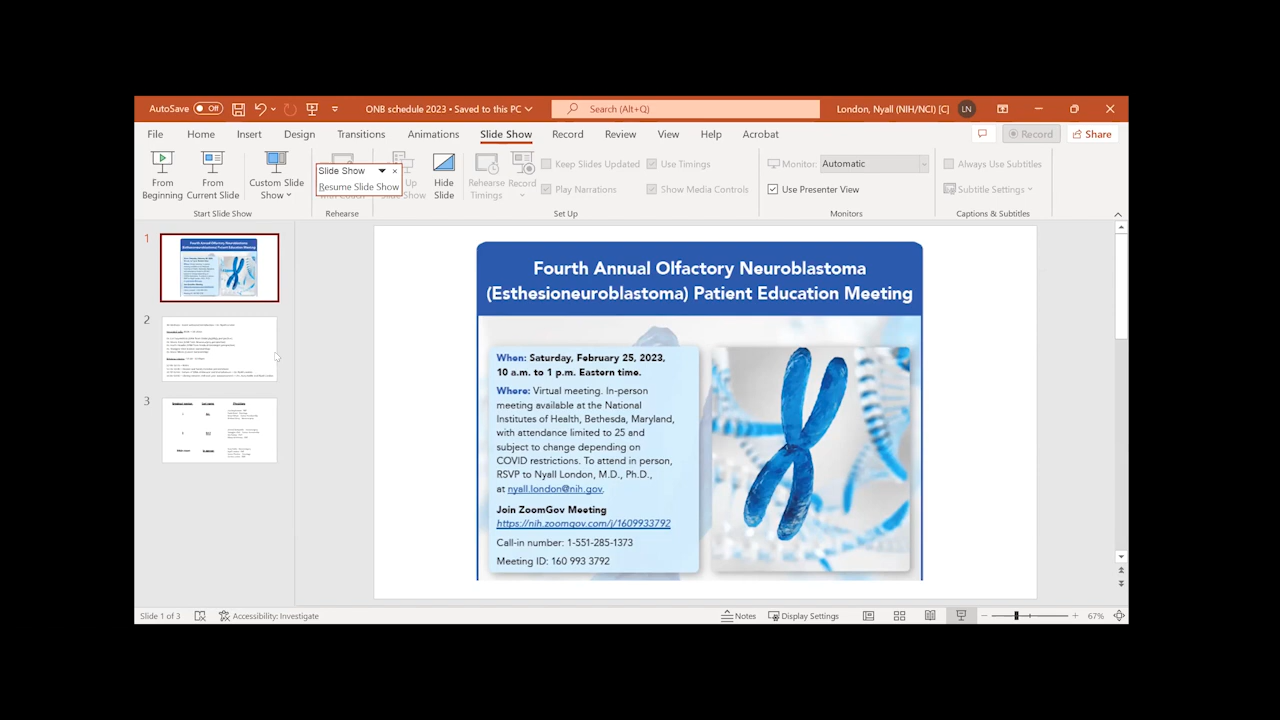 AutoSave Off ONB schedule 2023 • Saved to this PC Search (Alt+Q) London, Nyall (NIH/NCI) [C] LN
File Home Insert Design Transitions Animations Slide Show Record Review View Help Acrobat Record Share
From Beginning
From Current Slide
Custom Slide Show
Slide Show
Resume Slide Show
Hide Slide
Rehearse Timings
Record
Keep Slides Updated
Use Timings
Play Narrations
Show Media Controls
Monitor: Automatic
Use Presenter View
Always Use Subtitles
Subtitle Settings
Start Slide Show Rehearse Set Up Monitors Captions & Subtitles
1
2
3
Fourth Annual Olfactory Neuroblastoma
(Esthesioneuroblastoma) Patient Education Meeting
When: Saturday, February 25, 2023,
10 a.m. to 1 p.m. Eastern time.
Where: Virtual meeting. In-person
meeting available at the National
Institutes of Health, Bethesda, Maryland,
with attendance limited to 25 and
subject to change depending on
COVID restrictions. To attend in person,
RSVP to Nyall London, M.D., Ph.D.,
at nyall.london@nih.gov.
Join ZoomGov Meeting
https://nih.zoomgov.com/j/1609933792
Call-in number: 1-551-285-1373
Meeting ID: 160 993 3792
Slide 1 of 3 Accessibility: Investigate Notes Display Settings 67%